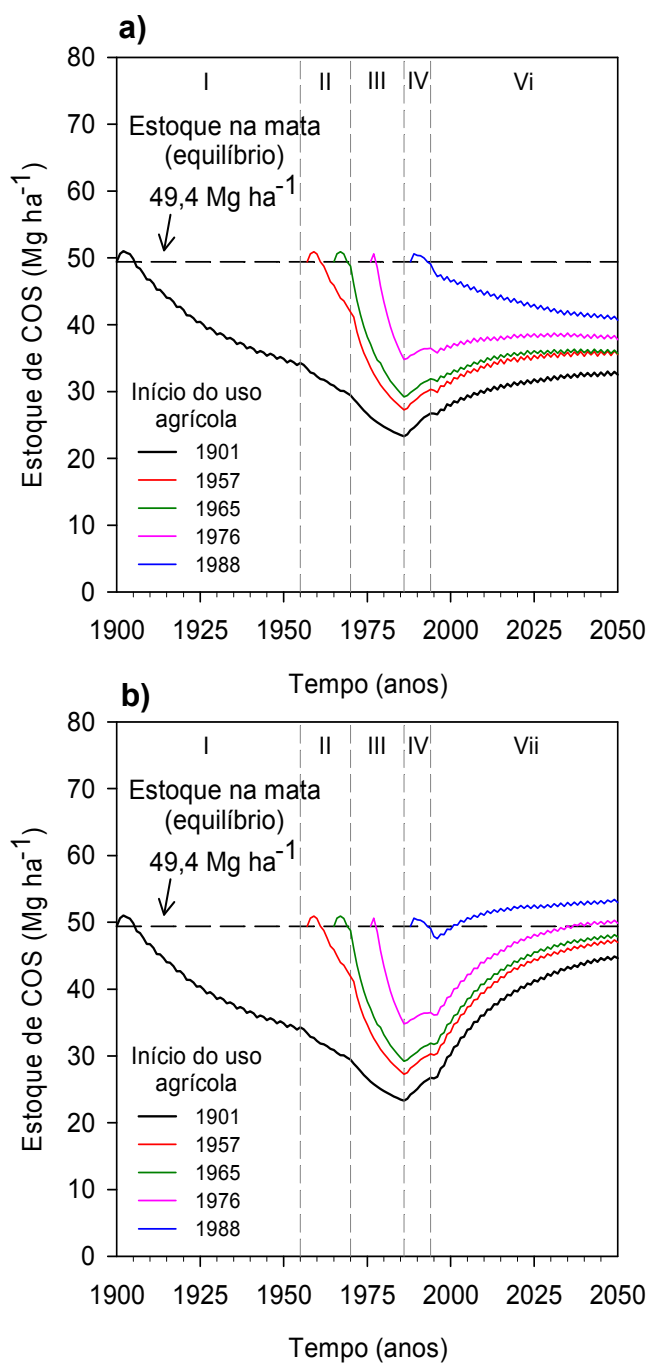 a)
80
70
60
50
40
30
20
10
0
Estoque de COS (Mg ha-1)
I
II
III
IV
Vi
Estoque na mata
(equilíbrio)
49,4 Mg ha-1
Início do uso
agrícola
1901
1957
1965
1976
1988
1900 1925 1950 1975 2000 2025 2050
Tempo (anos)
b)
80
70
60
50
40
30
20
10
0
Estoque de COS (Mg ha-1)
I
II
III
IV
Vii
Estoque na mata
(equilíbrio)
49,4 Mg ha-1
Início do uso
agrícola
1901
1957
1965
1976
1988
1900 1925 1950 1975 2000 2025 2050
Tempo (anos)